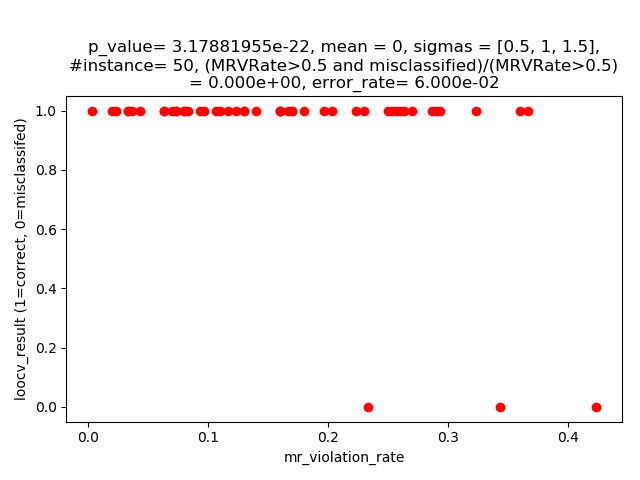 p_value= 3.17881955e-22, mean = 0, sigmas = [0.5, 1, 1.5],
#instance= 50, (MRVRate>0.5 and misclassified)/(MRVRate>0.5)
= 0.000e+00, error_rate= 6.000e-02
1.0
0.8
0.6
0.4
0.2
0.0
loocv_result (1=correct, 0=misclassifed)
0.0 0.1 0.2 0.3 0.4
mr_violation_rate